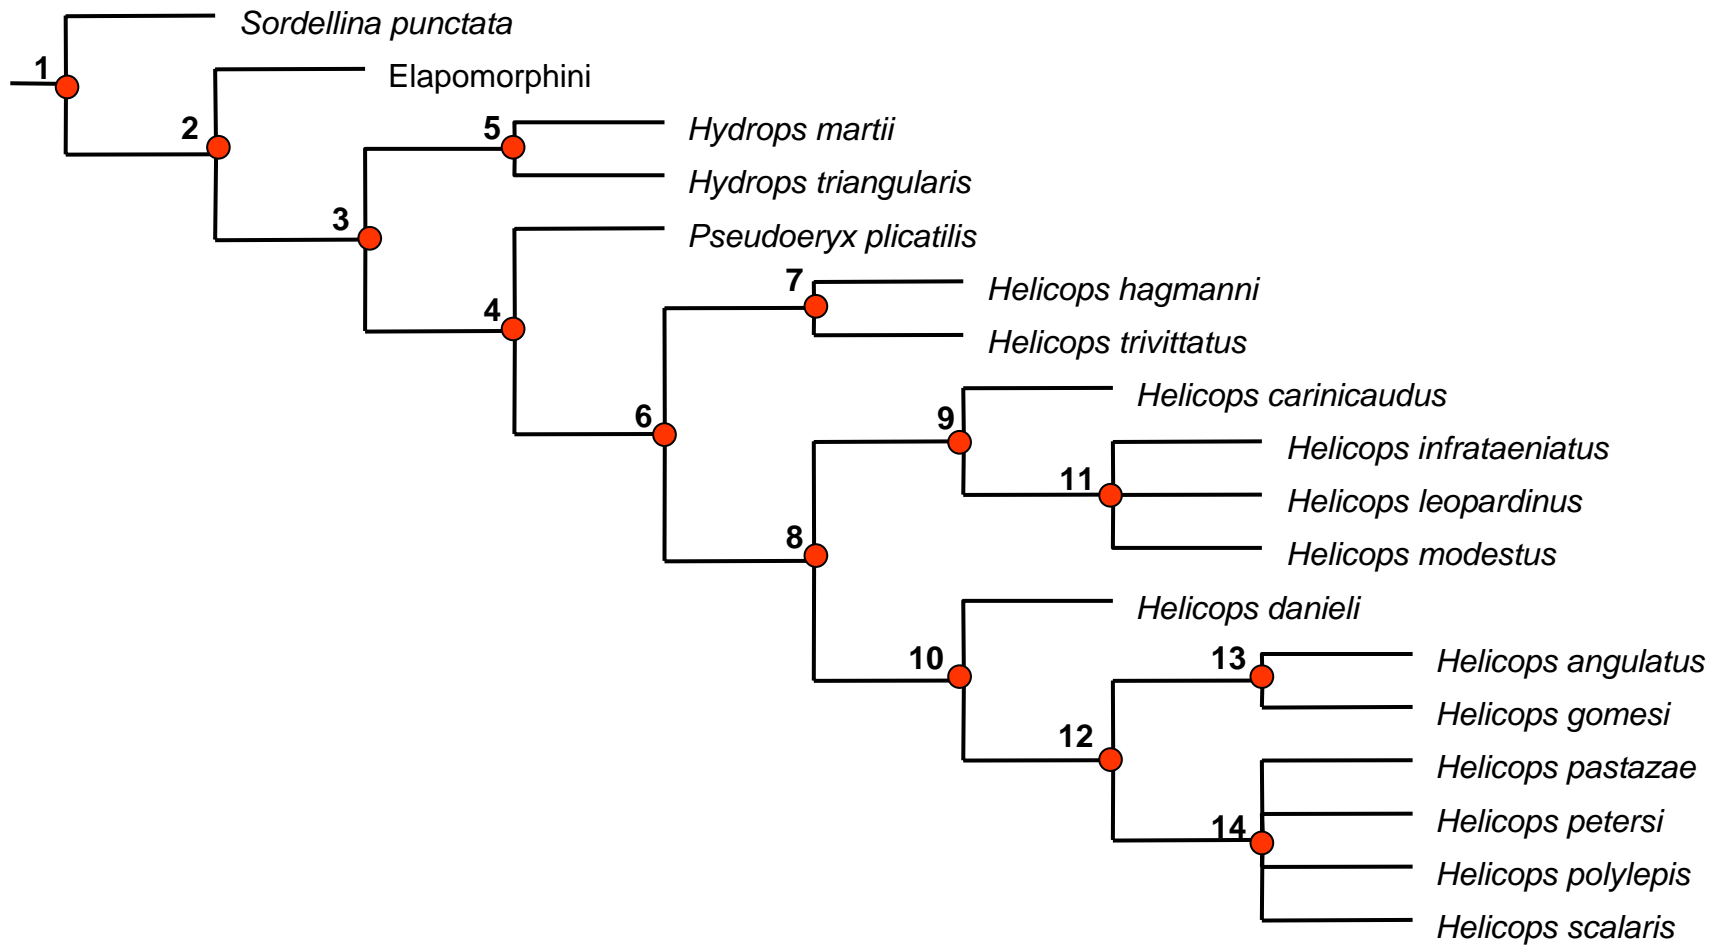 Sordellina punctata
1
Elapomorphini
2
5
Hydrops martii
Hydrops triangularis
3
Pseudoeryx plicatilis
4
7
Helicops hagmanni
Helicops trivittatus
6
Helicops carinicaudus
9
Helicops infrataeniatus
11
Helicops leopardinus
8
Helicops modestus
Helicops danieli
10
13
Helicops angulatus
Helicops gomesi
12
Helicops pastazae
14
Helicops petersi
Helicops polylepis
Helicops scalaris